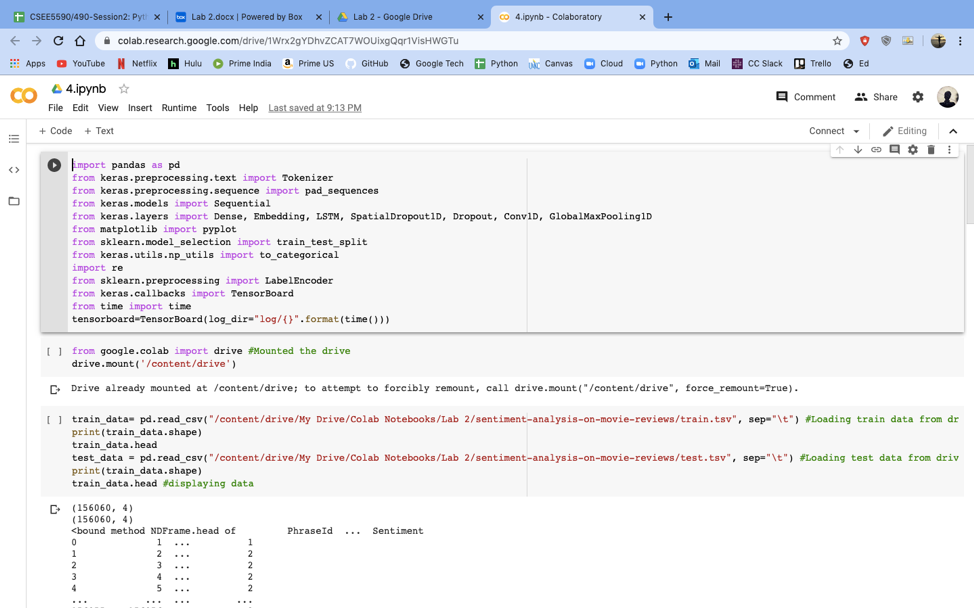 CSEE5590/490-Session2: Pyt
Lab 2.docx | Powered by Box
Lab 2 - Google Drive
4.ipynb - Colaboratory
colab.research.google.com/drive/1Wrx2gYDhvZCAT7WOUixgQqr1VisHWGTu
Apps YouTube Netflix Hulu Prime India Prime US GitHub Google Tech Python Canvas Cloud Python Mail CC Slack Trello Ed
4.ipynb
Comment Share
File Edit View Insert Runtime Tools Help Last saved at 9:13 PM
+ Code + Text Connect Editing
import pandas as pd
from keras.preprocessing.text import Tokenizer
from keras.preprocessing.sequence import pad_sequences
from keras.models import Sequential
from keras.layers import Dense, Embedding, LSTM, SpatialDropout1D, Dropout, Conv1D, GlobalMaxPooling1D
from matplotlib import pyplot
from sklearn.model_selection import train_test_split
from keras.utils.np_utils import to_categorical
import re
from sklearn.preprocessing import LabelEncoder
from keras.callbacks import TensorBoard
from time import time
tensorboard=TensorBoard(log_dir="log/{}".format(time()))
[ ] from google.colab import drive #Mounted the drive
drive.mount('/content/drive')
Drive already mounted at /content/drive; to attempt to forcibly remount, call drive.mount("/content/drive", force_remount=True).
[ ] train_data= pd.read_csv("/content/drive/My Drive/Colab Notebooks/Lab 2/sentiment-analysis-on-movie-reviews/train.tsv", sep="\t") #Loading train data from dr
print(train_data.shape)
train_data.head
test_data = pd.read_csv("/content/drive/My Drive/Colab Notebooks/Lab 2/sentiment-analysis-on-movie-reviews/test.tsv", sep="\t") #Loading test data from driv
print(train_data.shape)
train_data.head #displaying data
(156060, 4)
(156060, 4)
<bound method NDFrame.head of PhraseId ... Sentiment
0 1 ... 1
1 2 ... 2
2 3 ... 2
3 4 ... 2
4 5 ... 2
... ... ... ...